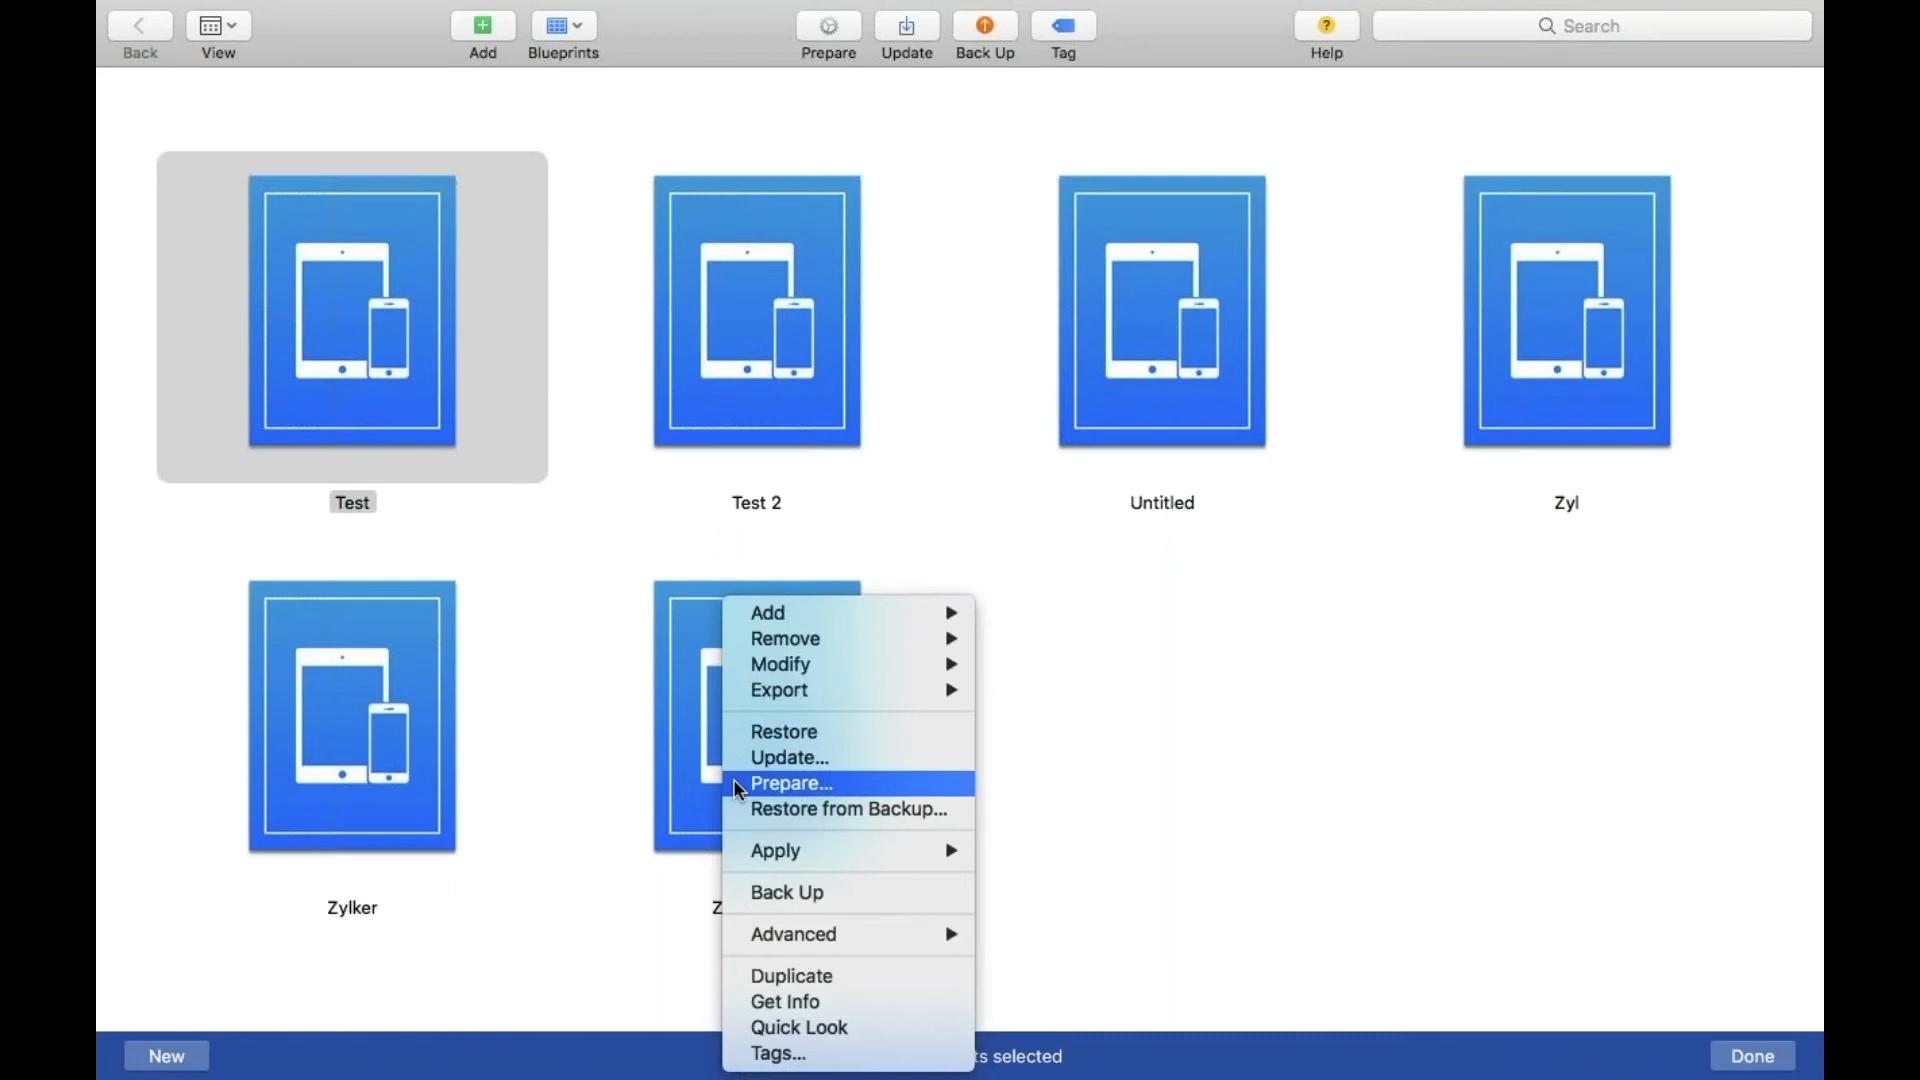 Back
View
Add
Blueprints
Prepare
Update
Back Up
Tag
?
Help
Search
Test
Test 2
Untitled
Zyl
Add
Remove
Modify
Export
Restore
Update...
Prepare...
Restore from Backup...
Apply
Back Up
Advanced
Duplicate
Get Info
Quick Look
Tags...
Zylker
Z
New
ts selected
Done